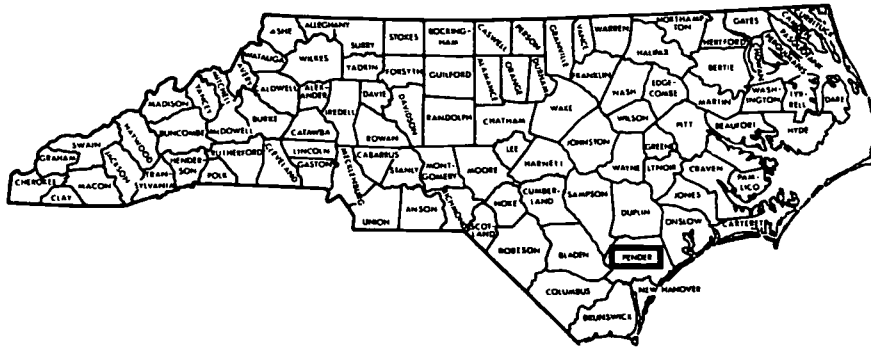 ASHE
ALLEGHANY
SURRY
STOKES
ROCKING-
HAM
CASWELL
PERSON
GRANVILLE
VANCE
WARREN
NORTHAMP
TON
GATES
HERTFORD
HALIFAX
BERTIE
WATAUGA
WILKES
YADKIN
FORSYTH
GUILFORD
ALAMANCE
ORANGE
DURHAM
FRANKLIN
NASH
EDGE-
COMBE
MARTIN
WASH-
INGTON
TYR-
RELL
DARE
MADISON
YANCEY
MITCHELL
AVERY
CALDWELL
ALEX-
ANDER
IREDELL
DAVIE
DAVIDSON
RANDOLPH
CHATHAM
WAKE
WILSON
PITT
BEAUFORT
HYDE
SWAIN
HAYWOOD
BUNCOMBE
McDOWELL
BURKE
CATAWBA
ROWAN
LEE
JOHNSTON
GREENE
GRAHAM
JACKSON
HENDER-
SON
RUTHERFORD
CLEVELAND
LINCOLN
GASTON
MECKLENBURG
CABARRUS
STANLY
MONT-
GOMERY
MOORE
HARNETT
WAYNE
LENOIR
CRAVEN
PAM-
LICO
CHEROKEE
CLAY
MACON
TRAN-
SYLVANIA
POLK
UNION
ANSON
RICHMOND
SCOT-
LAND
HOKE
CUMBER-
LAND
SAMPSON
DUPLIN
JONES
ONSLOW
CARTERET
ROBESON
BLADEN
PENDER
COLUMBUS
NEW HANOVER
BRUNSWICK